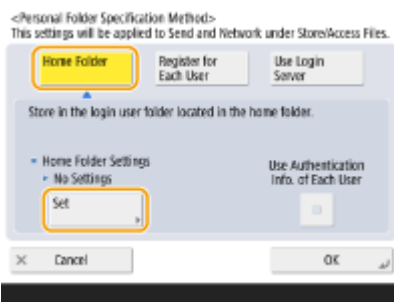 <Personal Folder Specification Method>
This settings will be applied to Send and Network under Store/Access Files.
Home Folder
Register for
Each User
Use Login
Server
Store in the login user folder located in the home folder.
Home Folder Settings
No Settings
Set
Use Authentication
Info. of Each User
Cancel
OK